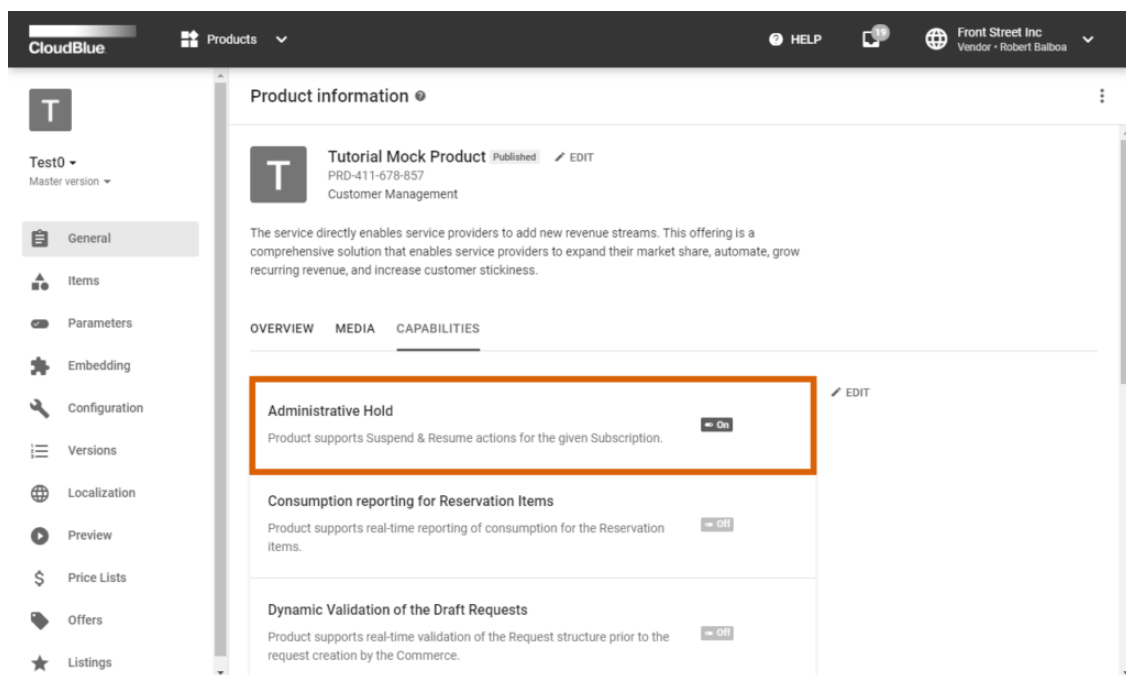 CloudBlue
Products
HELP
19
Front Street Inc
Vendor • Robert Balboa
T
Test0
Master version
General
Items
Parameters
Embedding
Configuration
Versions
Localization
Preview
Price Lists
Offers
Listings
Product information
T
Tutorial Mock Product Published EDIT
PRD-411-678-857
Customer Management
The service directly enables service providers to add new revenue streams. This offering is a
comprehensive solution that enables service providers to expand their market share, automate, grow
recurring revenue, and increase customer stickiness.
OVERVIEW MEDIA CAPABILITIES
EDIT
Administrative Hold
On
Product supports Suspend & Resume actions for the given Subscription.
Consumption reporting for Reservation Items
Off
Product supports real-time reporting of consumption for the Reservation
items.
Dynamic Validation of the Draft Requests
Off
Product supports real-time validation of the Request structure prior to the
request creation by the Commerce.